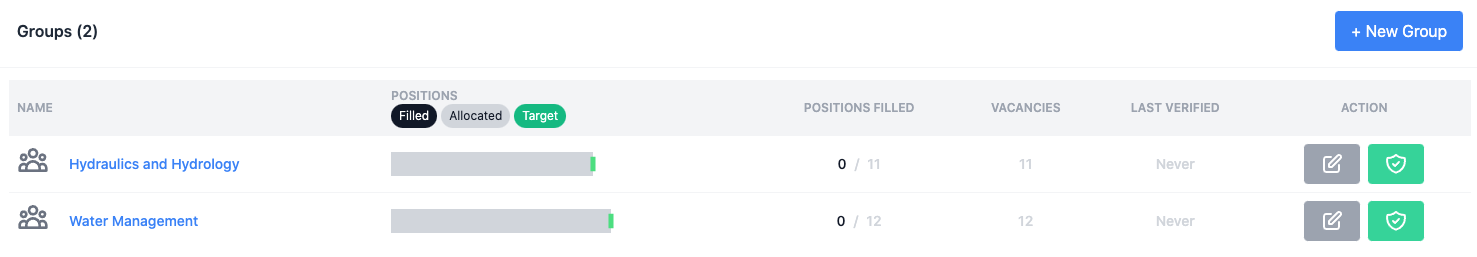 Groups (2)
+ New Group
NAME
POSITIONS
Filled Allocated Target
POSITIONS FILLED
VACANCIES
LAST VERIFIED
ACTION
Hydraulics and Hydrology 0 / 11 11 Never
Water Management 0 / 12 12 Never